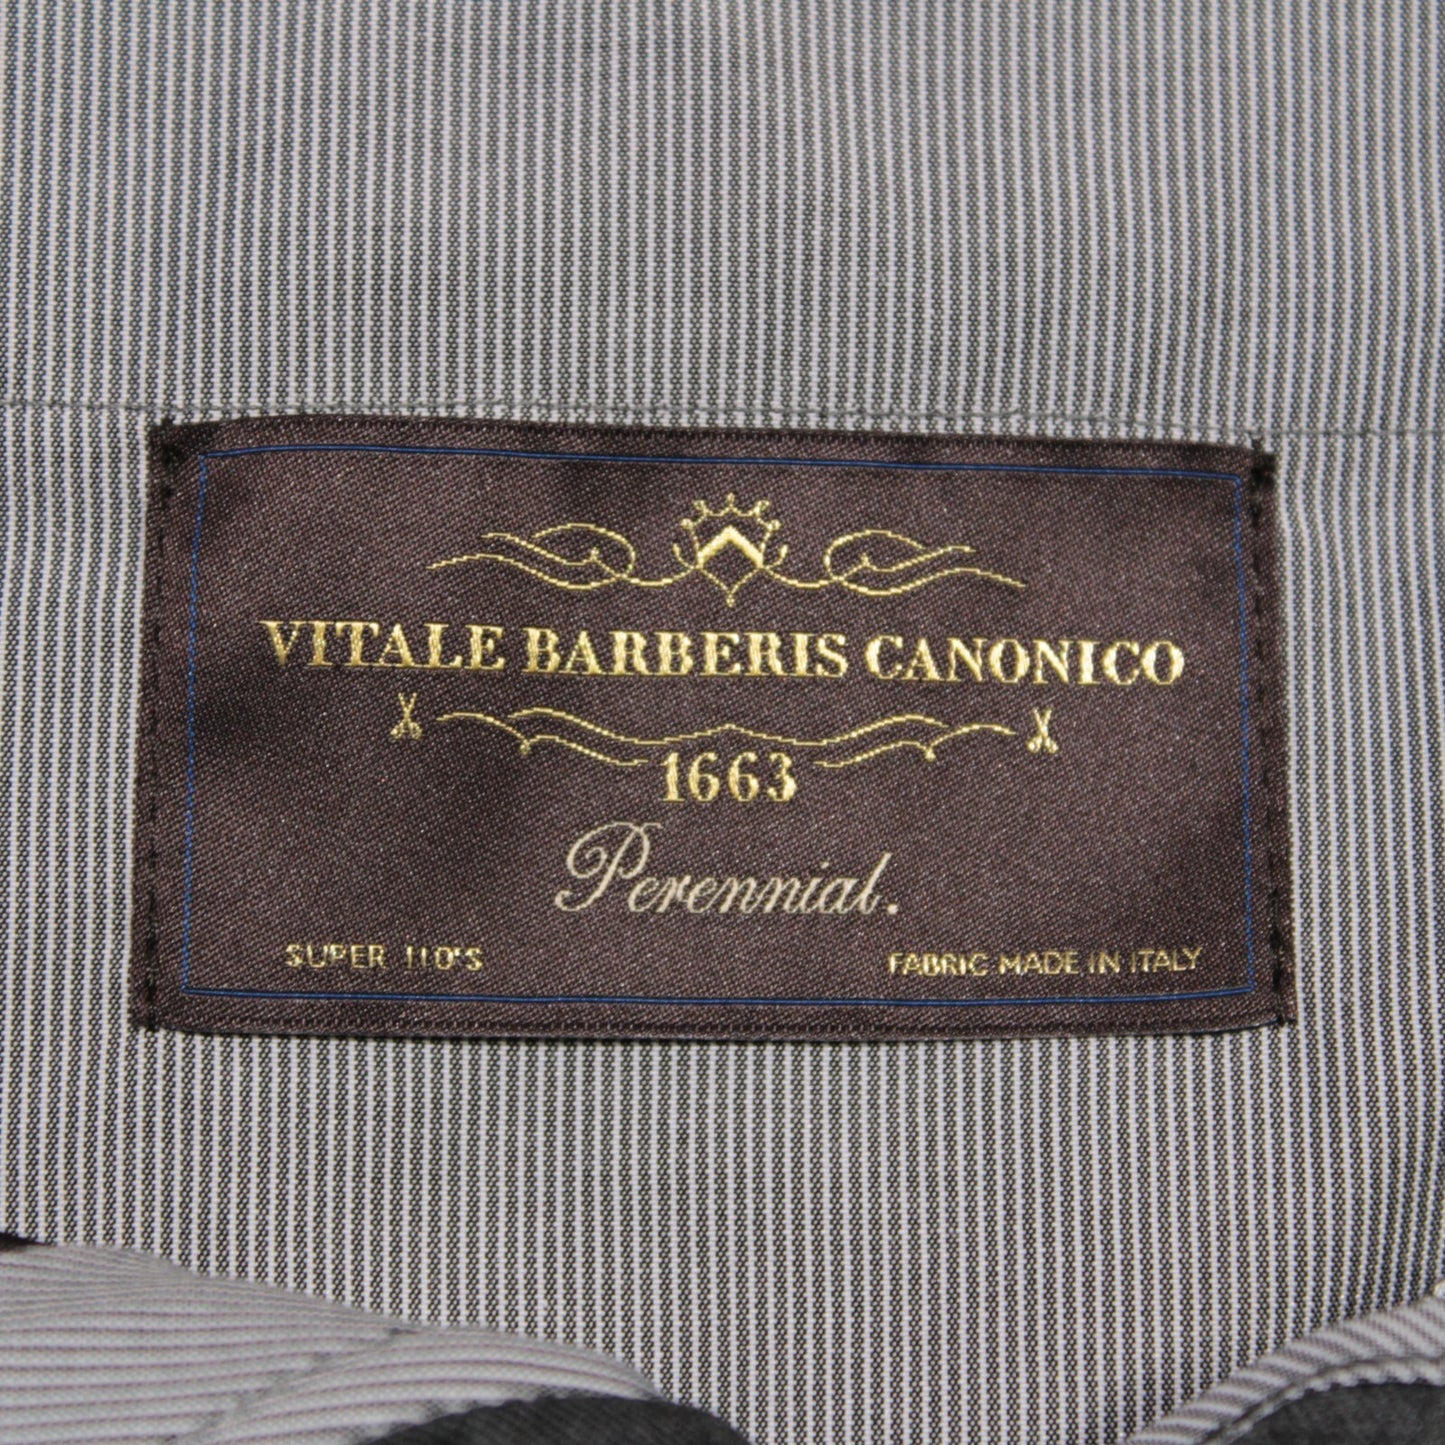 VITALE BARBERIS CANONICO
1663
Perennial.
SUPER 110'S
FABRIC MADE IN ITALY